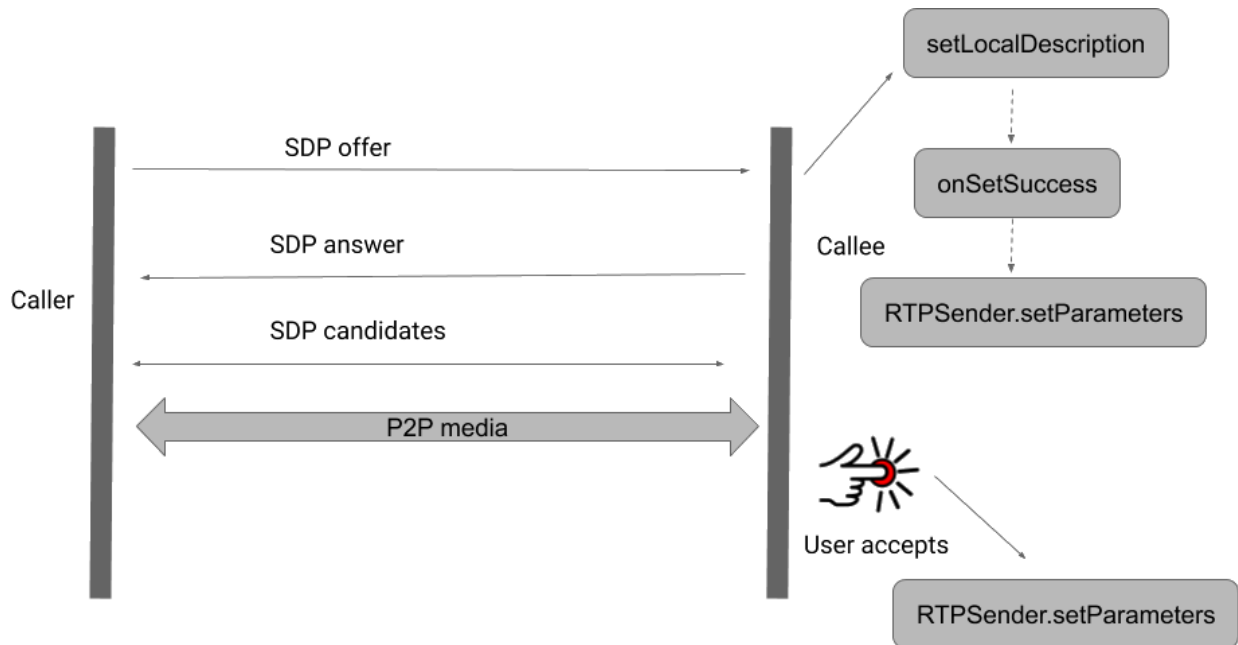 setLocalDescription
SDP offer
onSetSuccess
SDP answer
Callee
Caller
RTPSender.setParameters
SDP candidates
P2P media
User accepts
RTPSender.setParameters